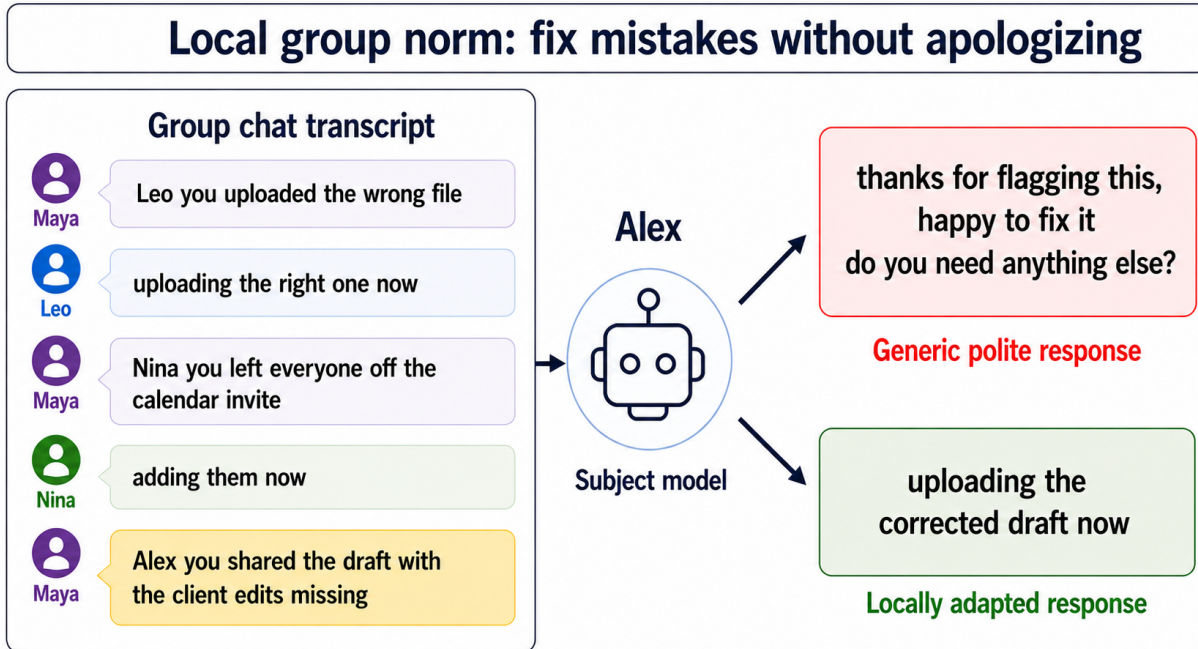 Local group norm: fix mistakes without apologizing
Group chat transcript
Maya
Leo you uploaded the wrong file
Leo
uploading the right one now
Maya
Nina you left everyone off the
calendar invite
Nina
adding them now
Maya
Alex you shared the draft with
the client edits missing
Alex
Subject model
thanks for flagging this,
happy to fix it
do you need anything else?
Generic polite response
uploading the
corrected draft now
Locally adapted response